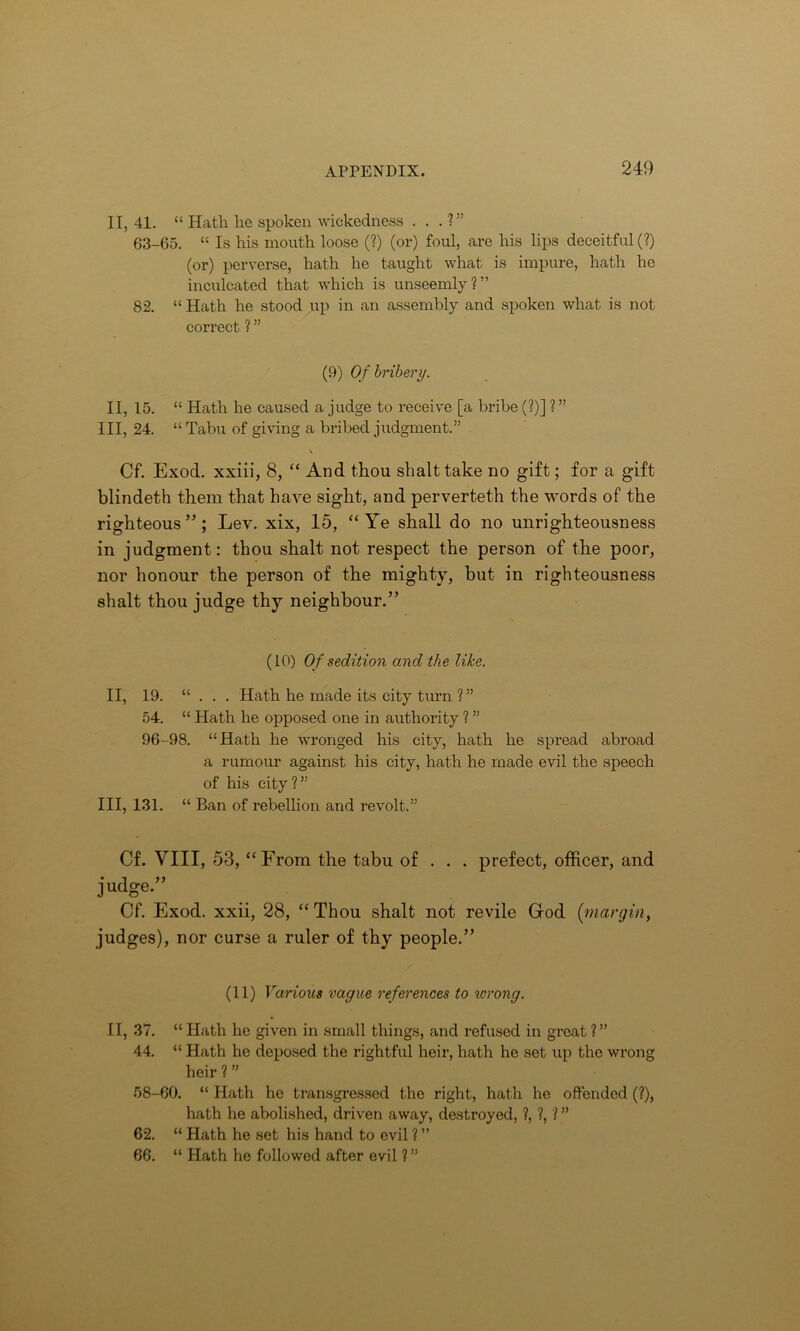 APPENDIX. 249
II, 41. “ Hath he spoken wickedness . . . ? ”
63-65. “ Is his mouth loose (?) (or) foul, are his lips deceitful (?)
(or) perverse, hath he taught what is impure, hath he
inculcated that which is unseemly ? ”
82. “ Hath he stood up in an assembly and spoken what is not
correct ? ”
(9) Of bribery.
II, 15. “ Hath he caused a judge to receive [a bribe (?)] ? ”
III, 24. “ Tabu of giving a bribed judgment.”
Cf. Exod. xxiii, 8, “ And thou shalt take no gift ; for a gift
blindeth them that have sight, and perverteth the words of the
righteous ” ; Lev. xix, 15, “ Ye shall do no unrighteousness
in judgment : thou shalt not respect the person of the poor,
nor honour the person of the mighty, but in righteousness
shalt thou judge thy neighbour.”
(10) Of sedition and the like.
II, 19. “ . . . Hath he made its city turn ? ”
54. “ Hath he opposed one in authority ? ”
96-98. “ Hath he wronged his city, hath he spread abroad
a rumour against his city, hath he made evil the speech
of his city ? ”
III, 131. “ Ban of rebellion and revolt.”
Cf. VIII, 53, “ From the tabu of . . . prefect, officer, and
judge.”
Cf. Exod. xxii, 28, “ Thou shalt not revile God (margin,
judges), nor curse a ruler of thy people.”
(11) Various vague references to wrong.
II, 37. “ Hath he given in small things, and refused in great ? ”
44. “ Hath he deposed the rightful heir, hath he set up the wrong
heir ? ”
58-60. “ Hath he transgressed the right, hath he offended (?),
hath he abolished, driven away, destroyed, ?, ?, ? ”
62. “ Hath he set his hand to evil ? ”
66. “ Hath he followed after evil ? ”